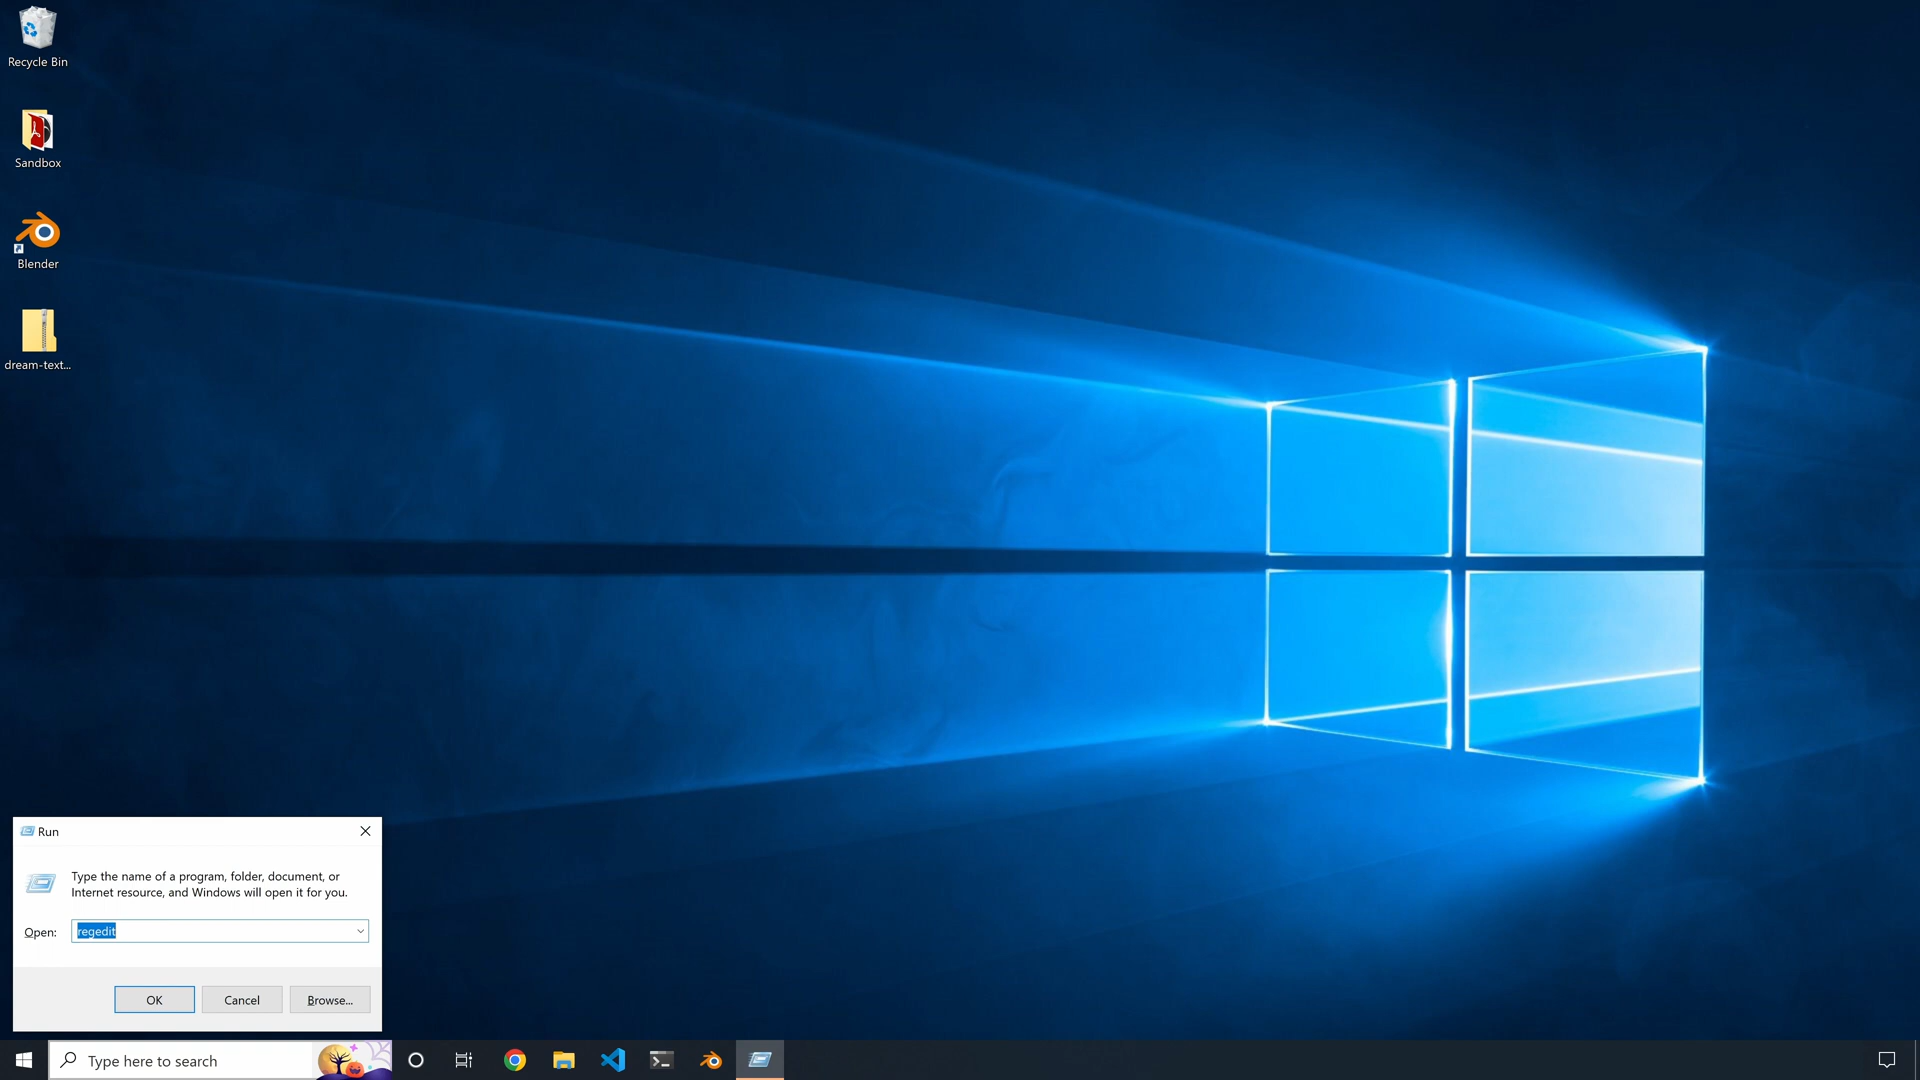 Recycle Bin
Sandbox
Blender
dream-text...
Run
Type the name of a program, folder, document, or
Internet resource, and Windows will open it for you.
Open:
regedit
OK
Cancel
Browse...
Type here to search